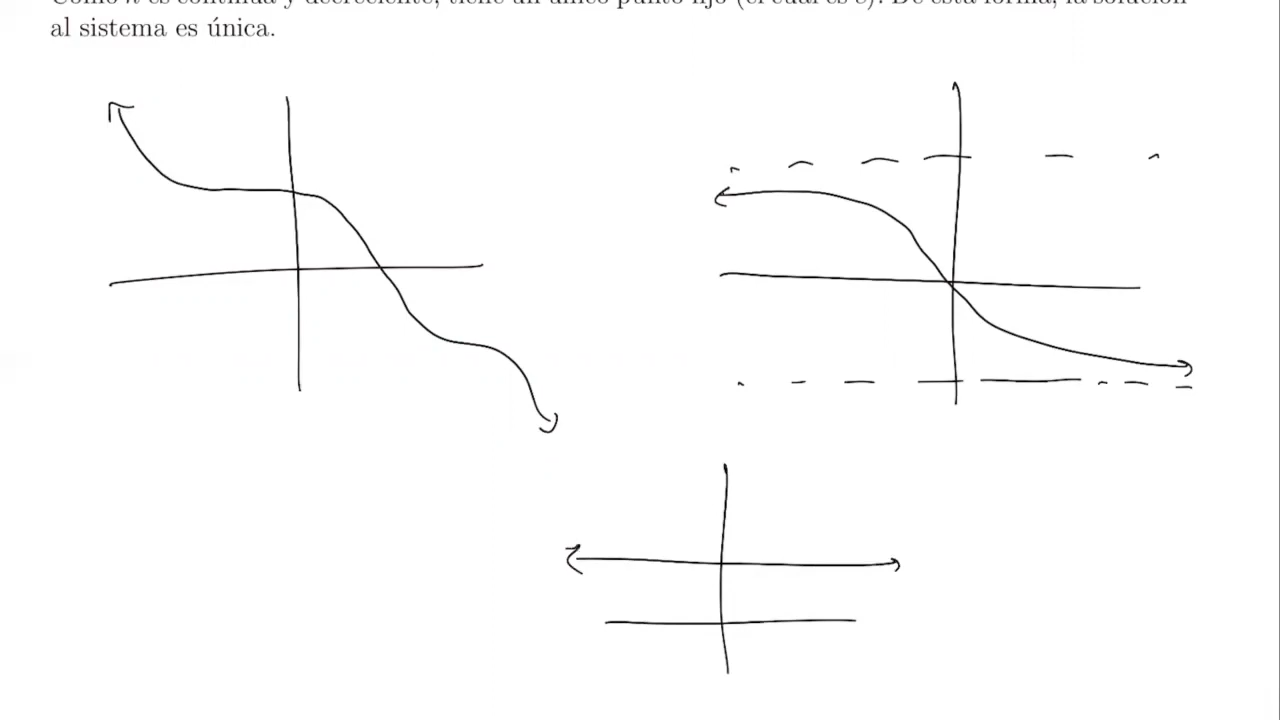 Como h es continua y decreciente, tiene un único punto fijo (el cual es s). De esta forma, la solución
al sistema es única.